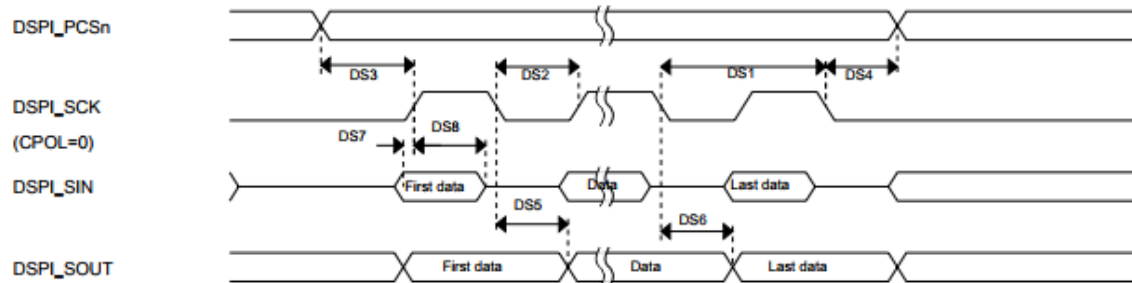 DSPI_PCSn
DS3 DS2 DS1 DS4
DSPI_SCK
(CPOL=0)
DS7 DS8
DSPI_SIN First data Data Last data
DS5 DS6
DSPI_SOUT First data Data Last data